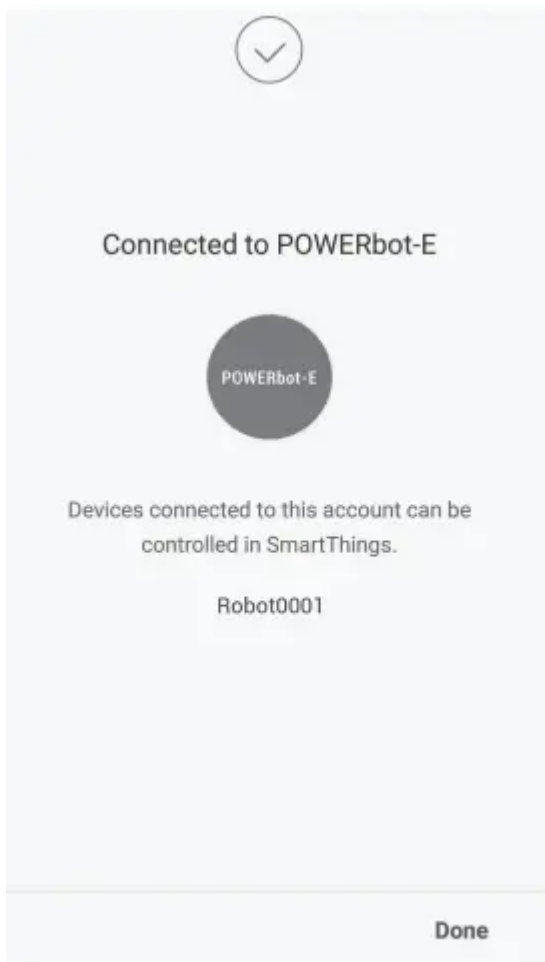 Connected to POWERbot-E
POWERbot-E
Devices connected to this account can be
controlled in SmartThings.
Robot0001
Done